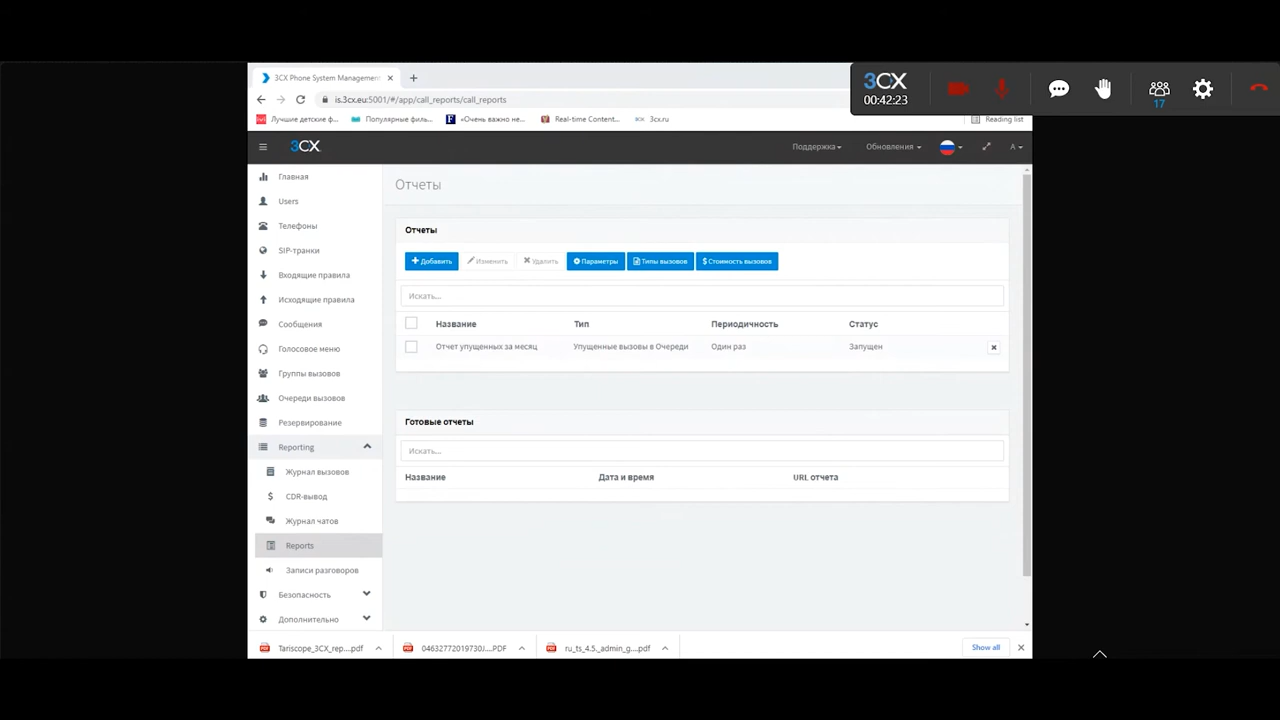 3CX Phone System Management
3CX
00:42:23
17
is.3cx.eu:5001/#/app/call_reports/call_reports
Лучшие детские ф...
Популярные филь...
«Очень важно не...
Real-time Content...
3cx.ru
Reading list
3CX
Поддержка
Обновления
A
Главная
Users
Телефоны
SIP-транки
Входящие правила
Исходящие правила
Сообщения
Голосовое меню
Группы вызовов
Очереди вызовов
Резервирование
Reporting
Журнал вызовов
CDR-вывод
Журнал чатов
Reports
Записи разговоров
Безопасность
Дополнительно
Отчеты
Отчеты
Добавить
Изменить
Удалить
Параметры
Типы вызовов
Стоимость вызовов
Искать...
Название Тип Периодичность Статус
Отчет упущенных за месяц Упущенные вызовы в Очереди Один раз Запущен
Готовые отчеты
Искать...
Название Дата и время URL отчета
Tariscope_3CX_rep....pdf
04632772019730J....PDF
ru_ts_4.5._admin_g....pdf
Show all